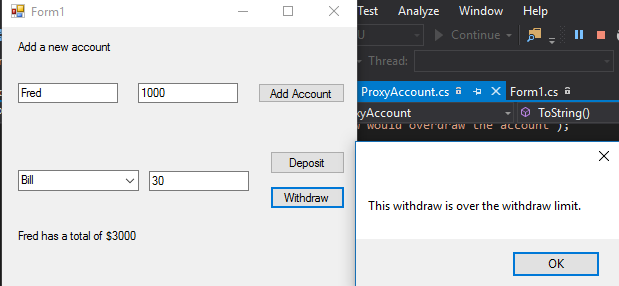 Form1
Test Analyze Window Help
Continue
Thread:
Add a new account
Fred 1000 Add Account
ProxyAccount.cs Form1.cs
xyAccount ToString()
w would overdraw the account");
Deposit
Bill 30
Withdraw
This withdraw is over the withdraw limit.
Fred has a total of $3000
OK